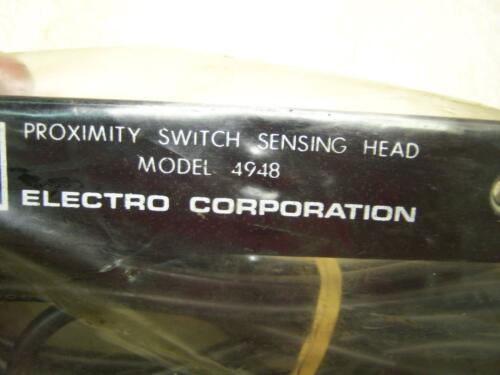 PROXIMITY SWITCH SENSING HEAD
MODEL 4948
ELECTRO CORPORATION